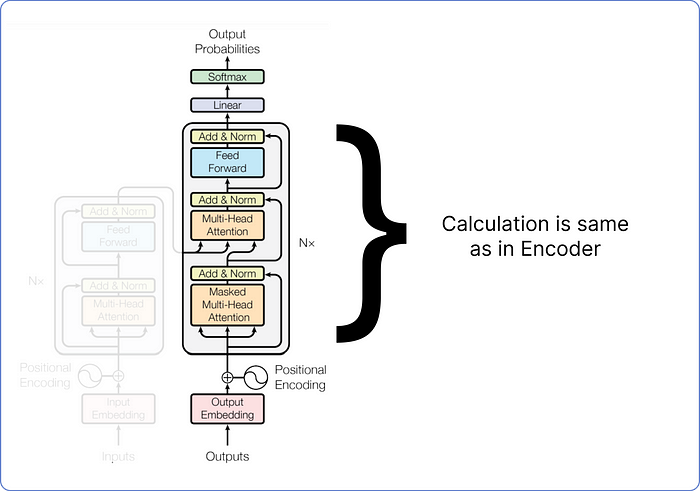 Output
Probabilities
Softmax
Linear
Add & Norm
Feed
Forward
Add & Norm
Multi-Head
Attention
Nx
Add & Norm
Masked
Multi-Head
Attention
Positional
Encoding
Output
Embedding
Outputs
Add & Norm
Feed
Forward
Nx
Add & Norm
Multi-Head
Attention
Positional
Encoding
Input
Embedding
Inputs
Calculation is same
as in Encoder